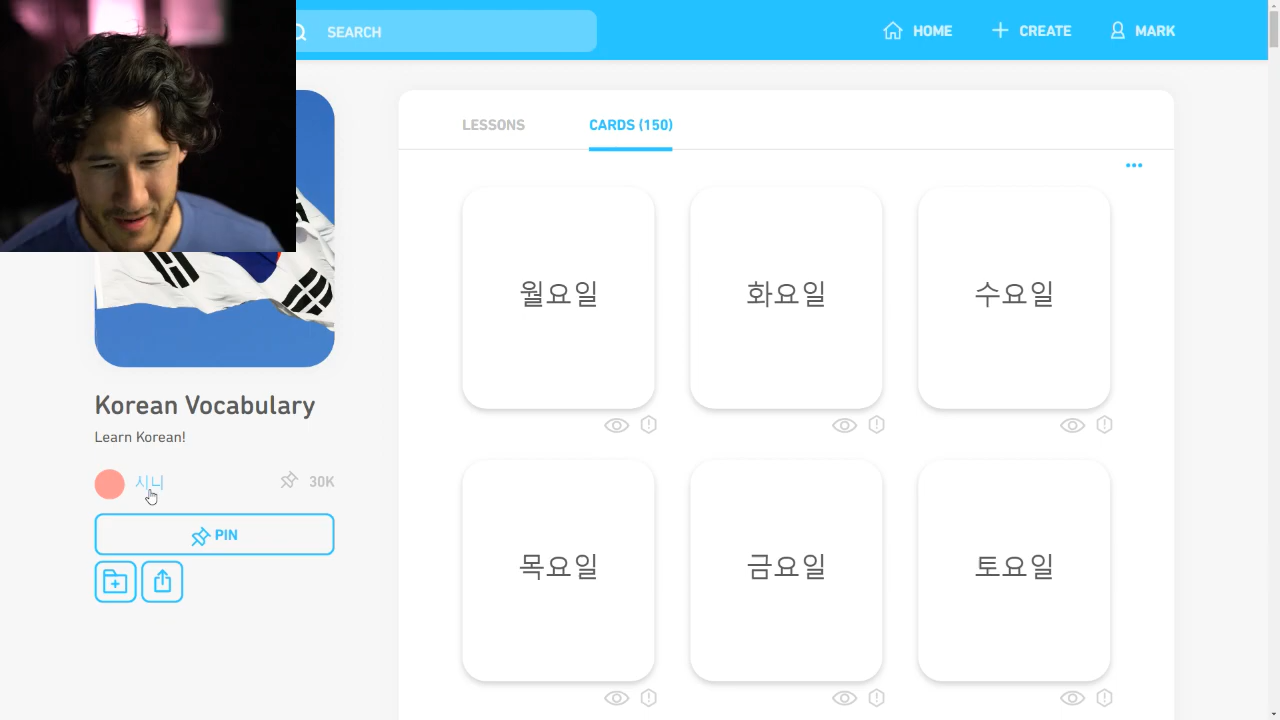 SEARCH
HOME
CREATE
MARK
LESSONS
CARDS (150)
월요일
화요일
수요일
Korean Vocabulary
Learn Korean!
시니
30K
PIN
목요일
금요일
토요일